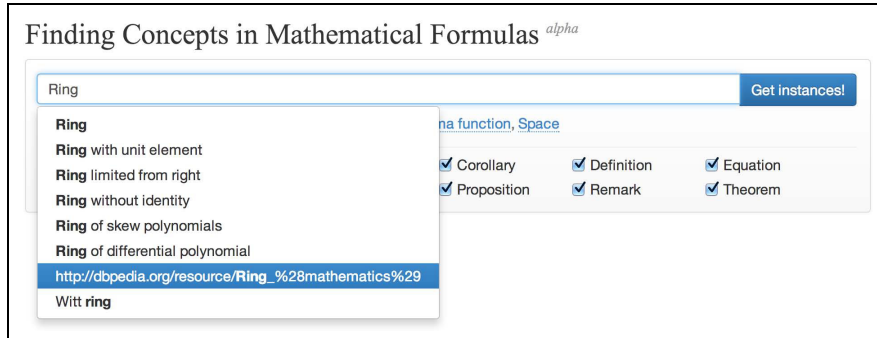 Finding Concepts in Mathematical Formulas alpha
Ring Get instances!
Ring
Ring with unit element
Ring limited from right
Ring without identity
Ring of skew polynomials
Ring of differential polynomial
http://dbpedia.org/resource/Ring_%28mathematics%29
Witt ring
function, Space
Corollary Definition Equation
Proposition Remark Theorem